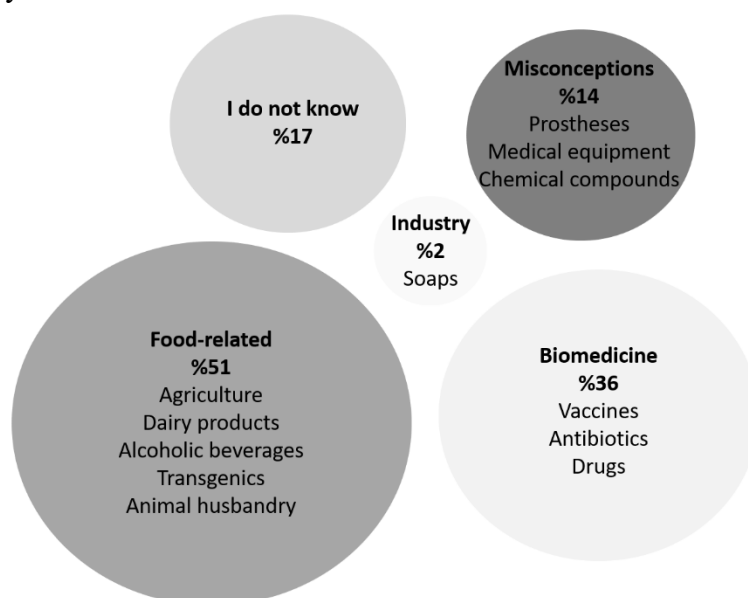 I do not know
%17
Misconceptions
%14
Prostheses
Medical equipment
Chemical compounds
Industry
%2
Soaps
Food-related
%51
Agriculture
Dairy products
Alcoholic beverages
Transgenics
Animal husbandry
Biomedicine
%36
Vaccines
Antibiotics
Drugs